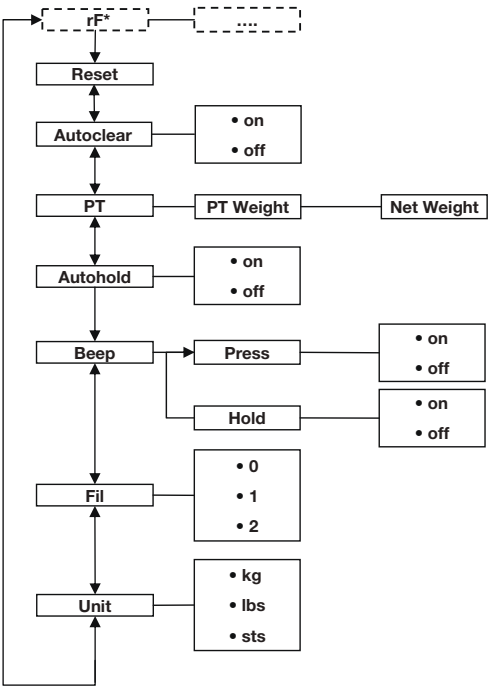 rF*
....
Reset
Autoclear
• on
• off
PT
PT Weight
Net Weight
Autohold
• on
• off
Beep
Press
• on
• off
Hold
• on
• off
Fil
• 0
• 1
• 2
Unit
• kg
• lbs
• sts